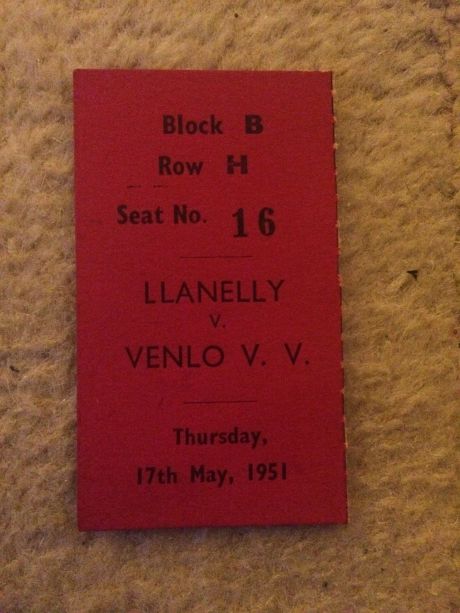 Block B
Row H
Seat No. 16
LLANELLY
v.
VENLO V. V.
Thursday,
17th May, 1951